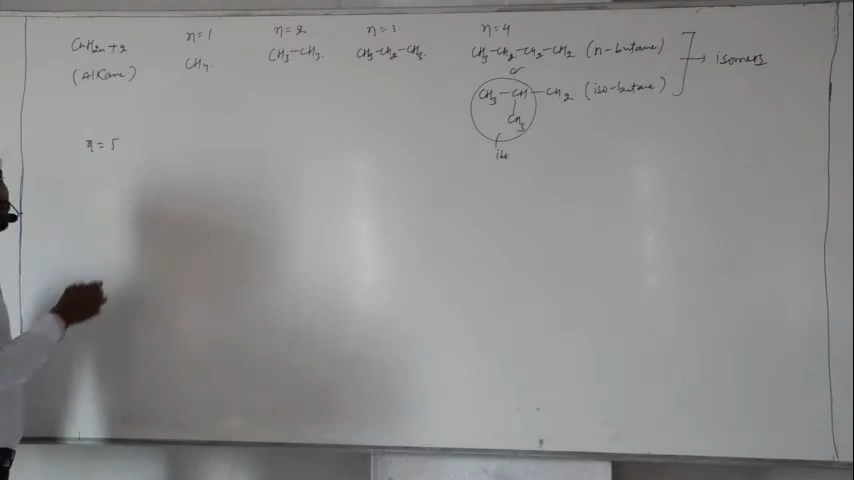 CnH2n+2
(Alkane)
n=1
CH4
n=2
CH3-CH3.
n=3
CH3-CH2-CH3.
n=4
CH3-CH2-CH2-CH2 (n-butane)
or
CH3-CH-CH2 (iso-butane)
CH3
iso
→ isomers
n=5